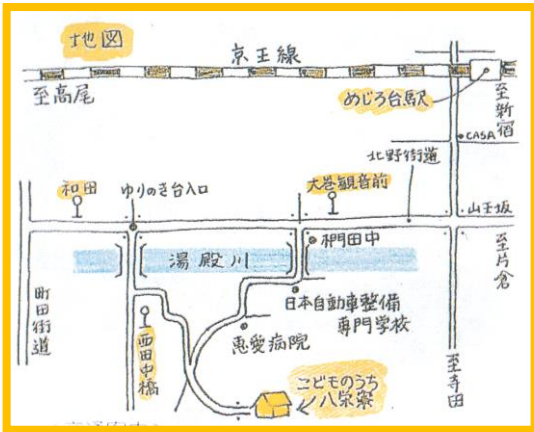 地図
京王線
至高尾
めじろ台駅
至新宿
CASA
北野街道
和田
ゆりのき台入口
大巻観音前
山王坂
至片倉
湯殿川
椚田中
町田街道
日本自動車整備
専門学校
西田中橋
恵愛病院
こどものうち
八栄寮
至寺田